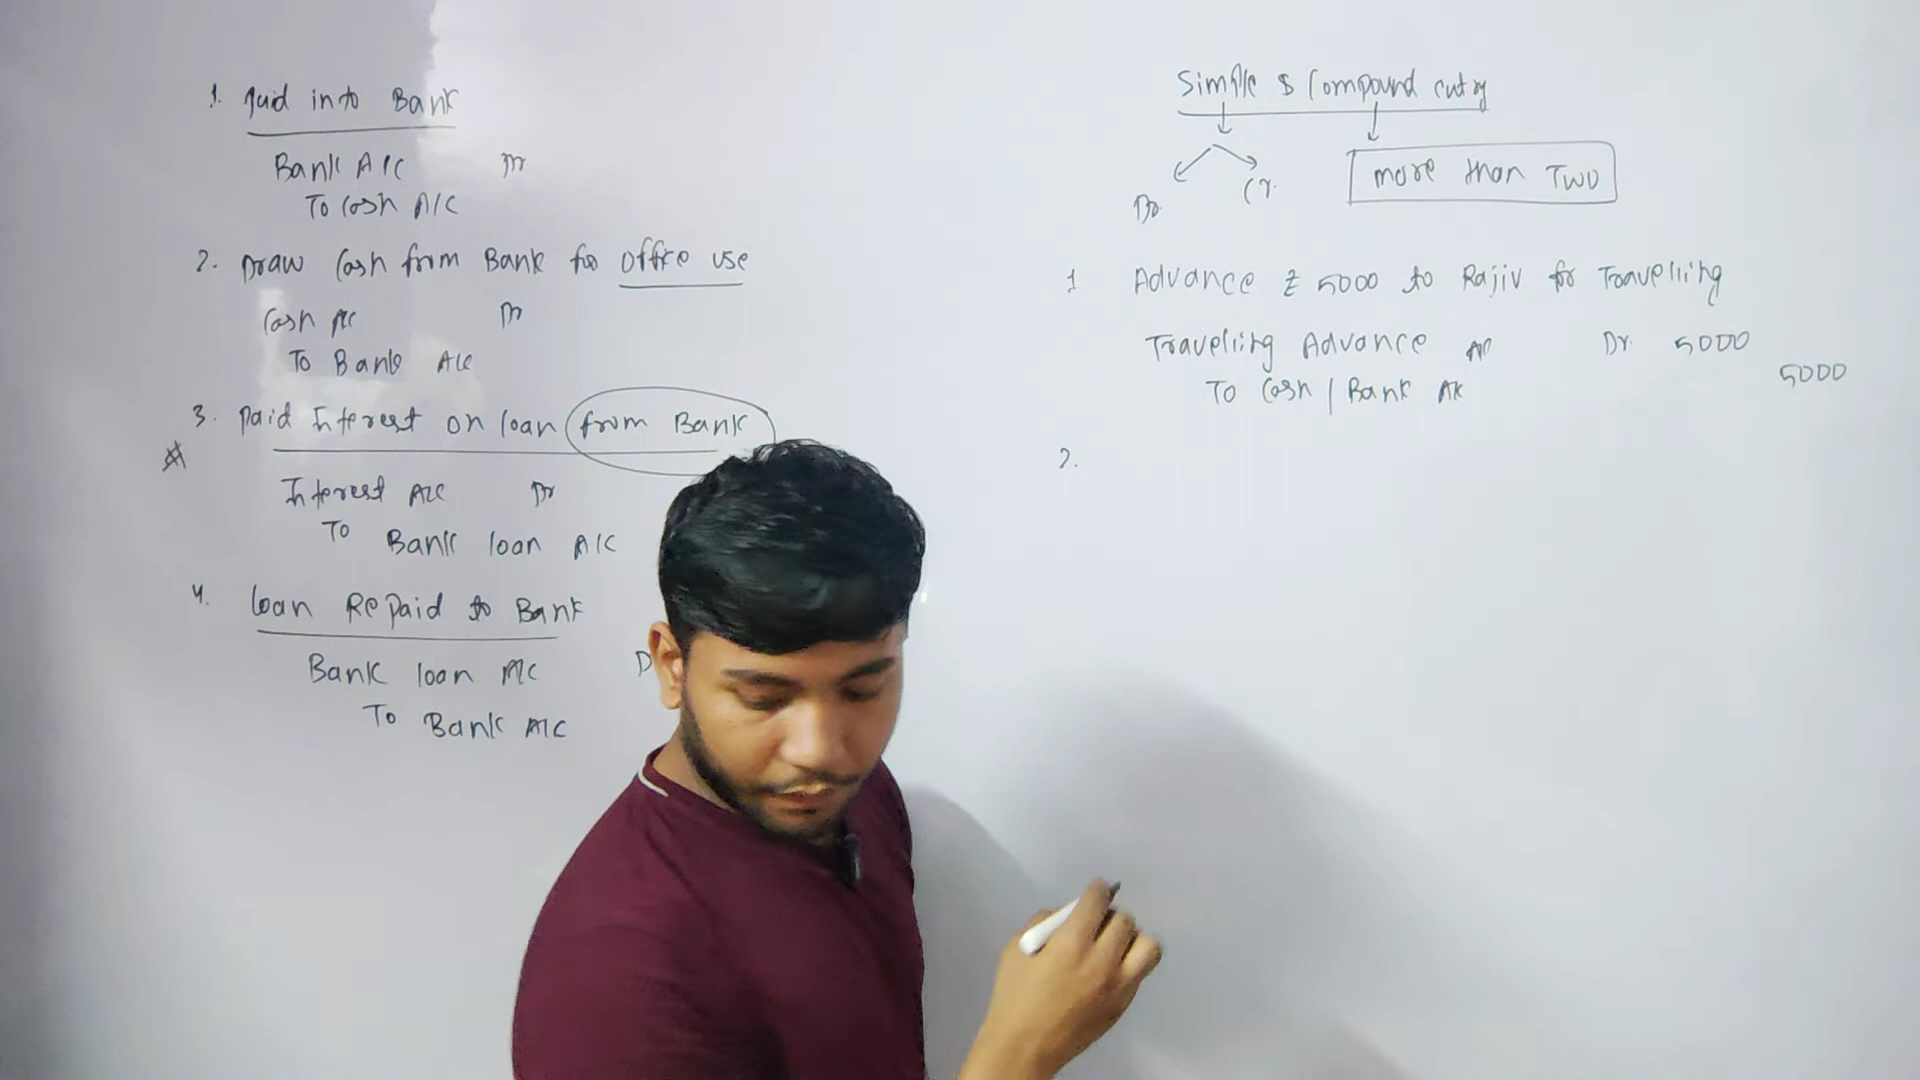 1. Paid into Bank
Bank A/C Dr
To Cash A/C
2. Draw Cash from Bank for office use
Cash A/C Dr
To Bank A/C
3. Paid Interest on loan from Bank
Interest A/C Dr
To Bank loan A/C
4. Loan Repaid to Bank
Bank loan A/C D
To Bank A/C
Simple & Compound entry
Dr Cr.
more than Two
1 Advance ₹ 5000 to Rajiv for Travelling
Travelling Advance A/C Dr. 5000
To Cash / Bank A/C 5000
2.